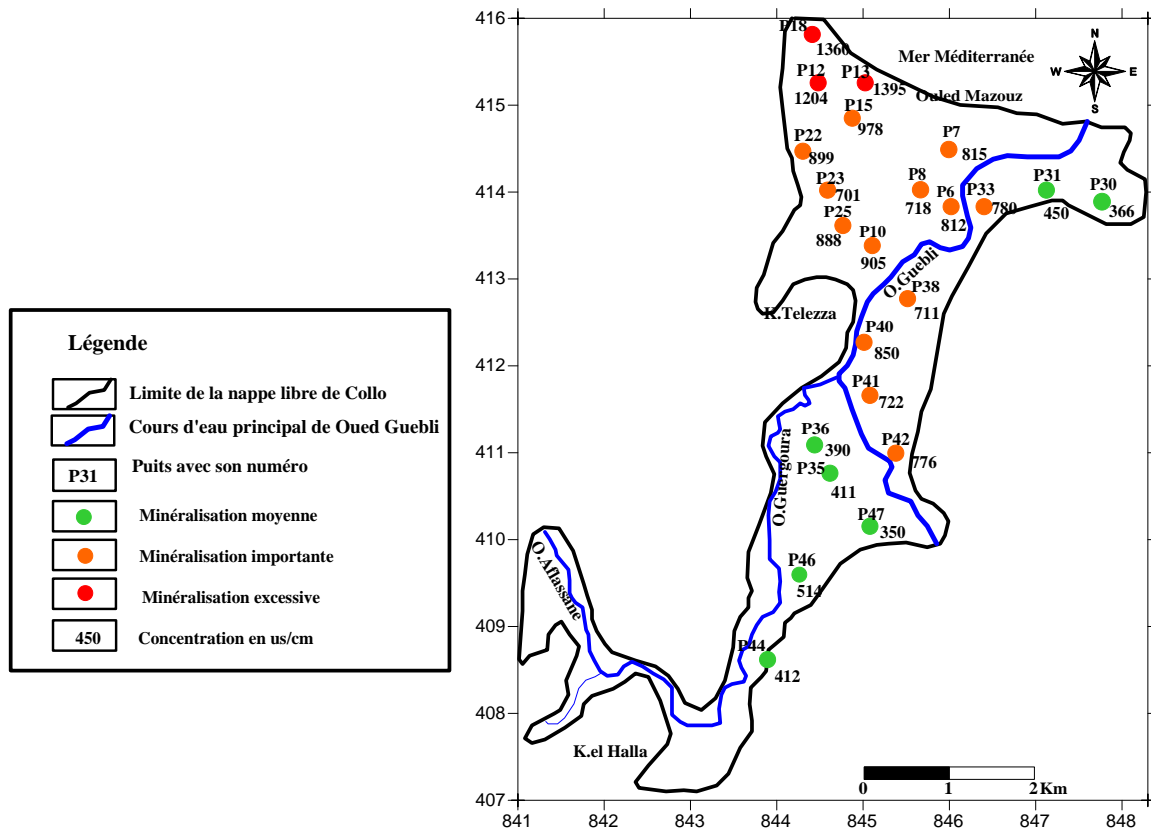 Légende
Limite de la nappe libre de Collo
Cours d'eau principal de Oued Guebli
P31 Puits avec son numéro
Minéralisation moyenne
Minéralisation importante
Minéralisation excessive
450 Concentration en us/cm
416
415
414
413
412
411
410
409
408
407
841 842 843 844 845 846 847 848
N
W E
S
Mer Méditerranée
Ouled Mazouz
P18
1360
P12
1204
P13
1395
P15
978
P22
899
P7
815
P23
701
P8
718
P6
812
P33
780
P31
450
P30
366
P25
888
P10
905
O.Guebli
P38
711
K.Telezza
P40
850
P41
722
P36
390
P35
411
P42
776
O.Guergoura
P47
350
P46
514
O.Aflassane
P44
412
K.el Halla
0 1 2 Km